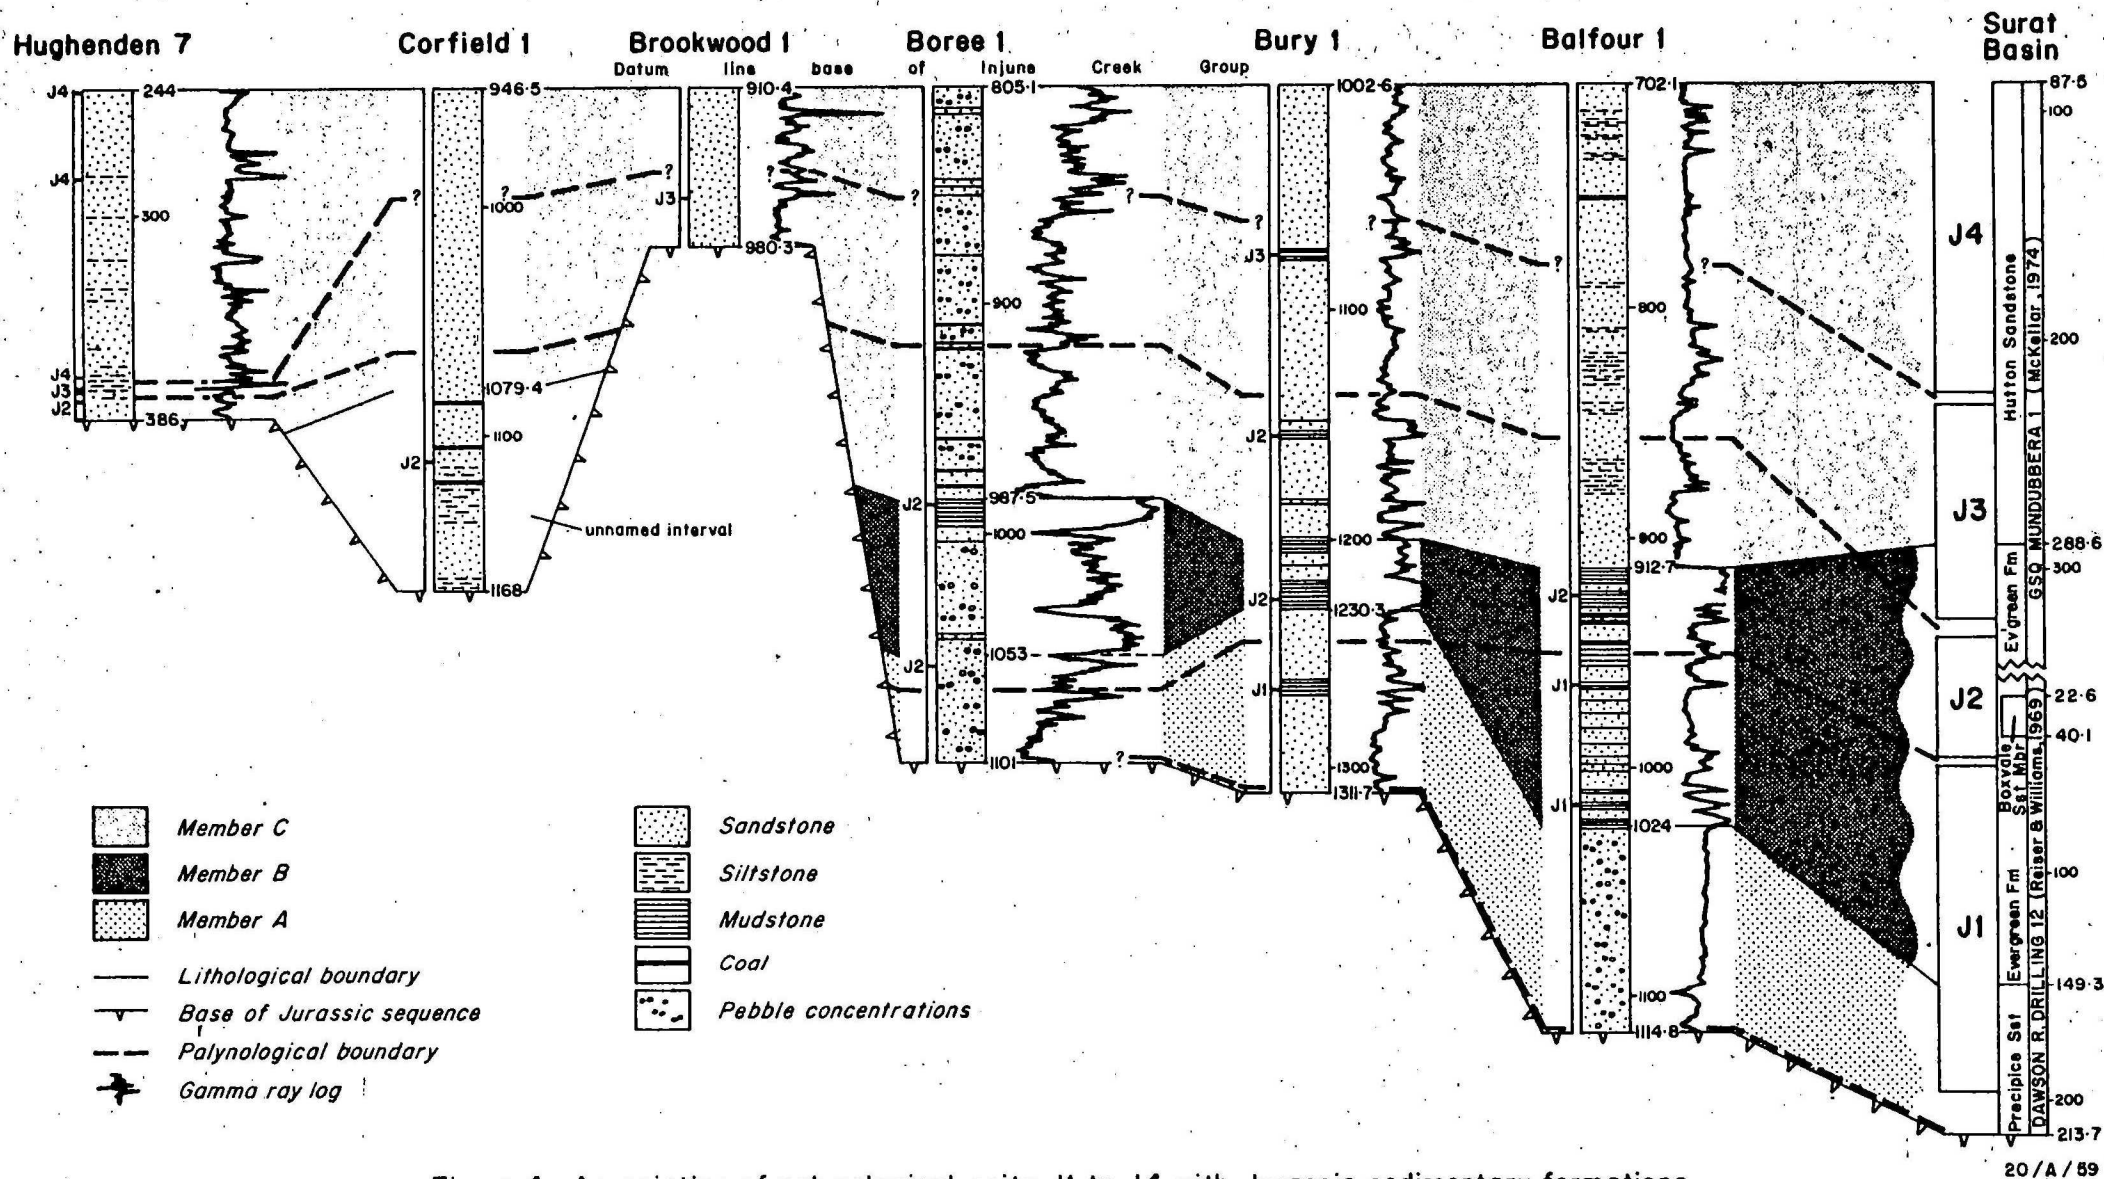 Hughenden 7
Corfield 1
Brookwood 1
Boree 1
Bury 1
Balfour 1
Surat
Basin
Datum line base of Injune Creek Group
J4
J4
J4
J3
J2
244
300
386
946.5
?
?
1000
1079.4
1100
J2
1168
unnamed interval
?
J3
910.4
980.3
?
?
J2
J2
805.1
900
987.5
1000
1053
1101
?
?
?
J3
J2
J2
J1
1002.6
1100
1200
1230.3
1300
1311.7
?
?
J2
J1
J1
702.1
800
900
912.7
1000
1024
1100
1114.8
?
J4
J3
J2
J1
Hutton Sandstone
Ev'green Fm
Boxvale
Sst Mbr
Evergreen Fm
Precipice Sst
GSQ MUNDUBBERA 1 (McKellar, 1974)
DAWSON R. DRILLING 12 (Reiser & Williams, 1969)
87.5
100
200
288.6
300
22.6
40.1
100
149.3
200
213.7
Member C
Member B
Member A
Lithological boundary
Base of Jurassic sequence
Palynological boundary
Gamma ray log
Sandstone
Siltstone
Mudstone
Coal
Pebble concentrations
20/A/59